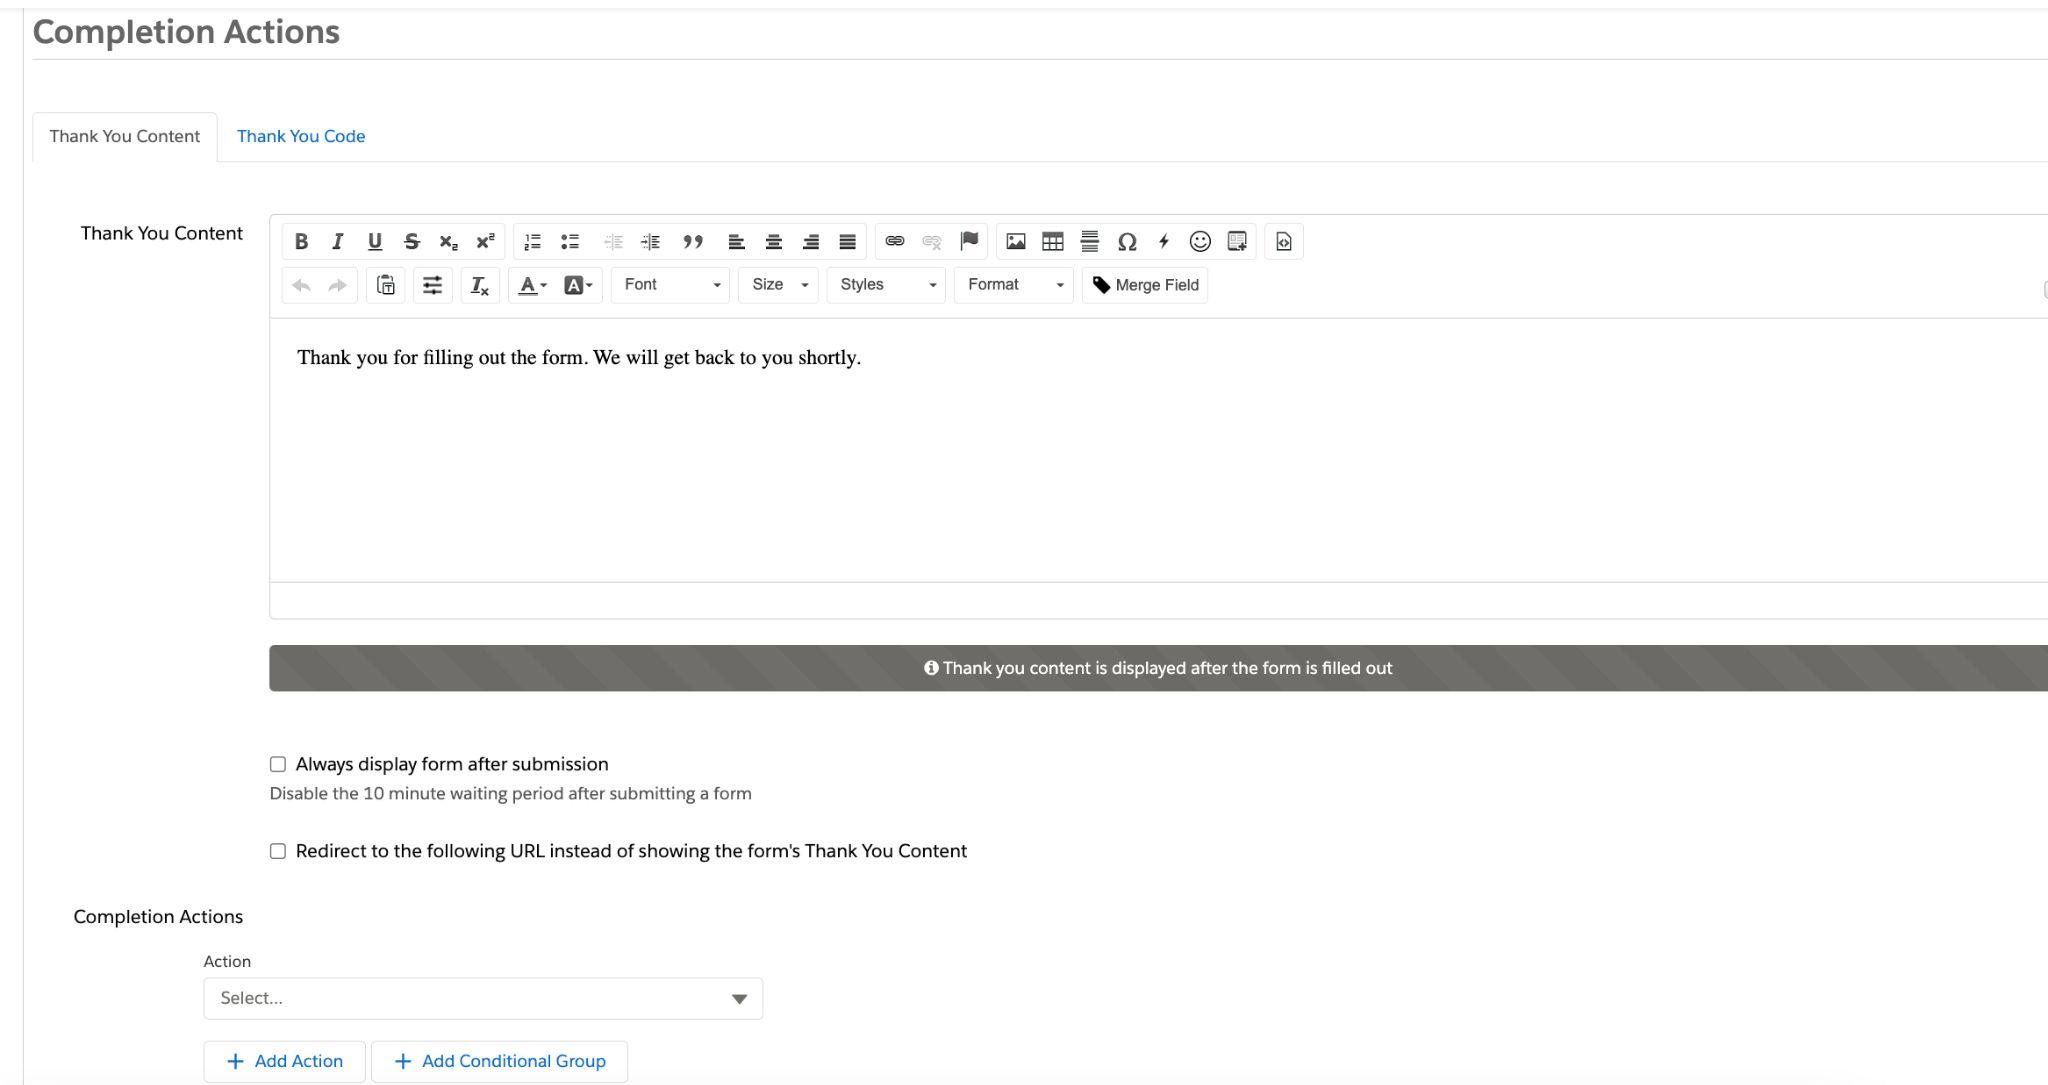 Completion Actions
Thank You Content Thank You Code
Thank You Content
Font Size Styles Format Merge Field
Thank you for filling out the form. We will get back to you shortly.
Thank you content is displayed after the form is filled out
Always display form after submission
Disable the 10 minute waiting period after submitting a form
Redirect to the following URL instead of showing the form's Thank You Content
Completion Actions
Action
Select...
+ Add Action + Add Conditional Group